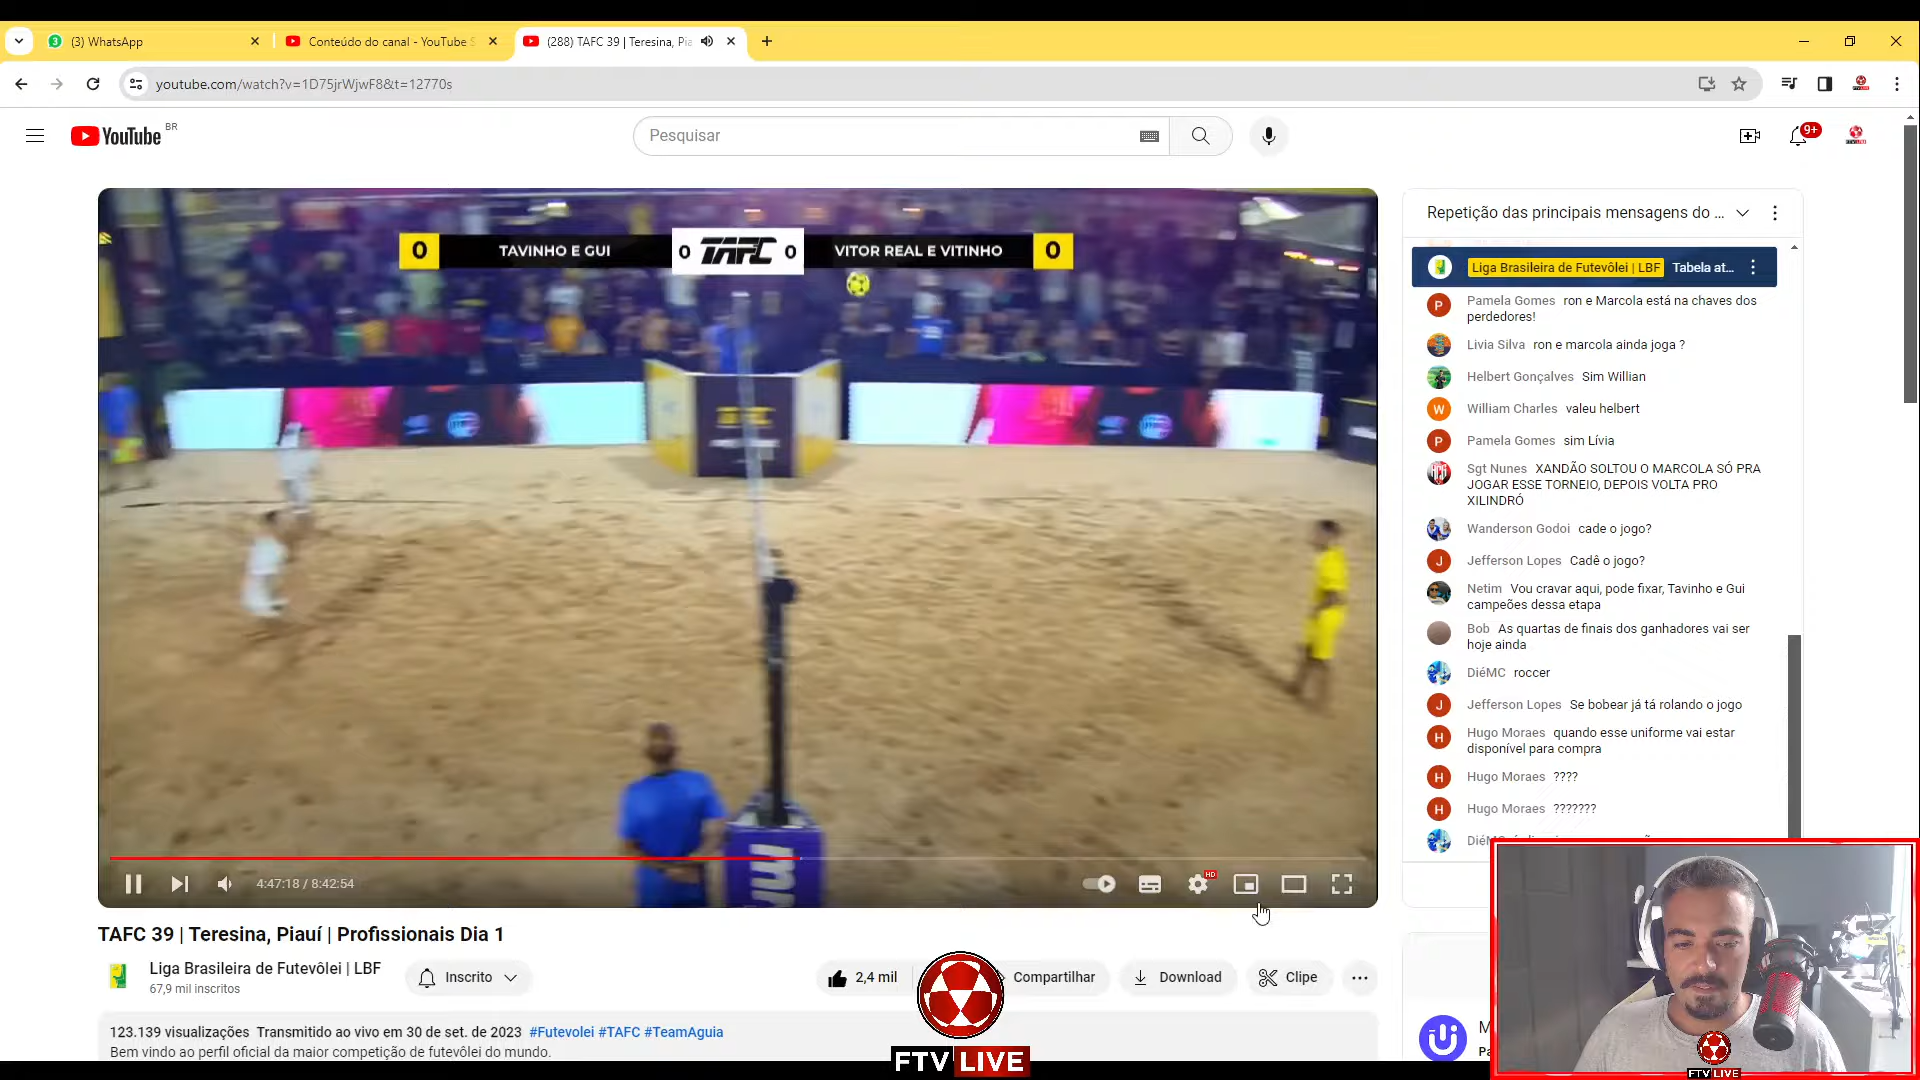 3 (3) WhatsApp
Conteúdo do canal - YouTube S
(288) TAFC 39 | Teresina, Pia
youtube.com/watch?v=1D75jrWjwF8&t=12770s
YouTube BR
Pesquisar
9+
0 TAVINHO E GUI 0 TAFC 0 VITOR REAL E VITINHO 0
Repetição das principais mensagens do ...
Liga Brasileira de Futevôlei | LBF Tabela at...
Pamela Gomes ron e Marcola está na chaves dos
perdedores!
Livia Silva ron e marcola ainda joga ?
Helbert Gonçalves Sim Willian
William Charles valeu helbert
Pamela Gomes sim Lívia
Sgt Nunes XANDÃO SOLTOU O MARCOLA SÓ PRA
JOGAR ESSE TORNEIO, DEPOIS VOLTA PRO
XILINDRÓ
Wanderson Godoi cade o jogo?
Jefferson Lopes Cadê o jogo?
Netim Vou cravar aqui, pode fixar, Tavinho e Gui
campeões dessa etapa
Bob As quartas de finais dos ganhadores vai ser
hoje ainda
DiéMC roccer
Jefferson Lopes Se bobear já tá rolando o jogo
Hugo Moraes quando esse uniforme vai estar
disponível para compra
Hugo Moraes ????
Hugo Moraes ???????
4:47:18 / 8:42:54
HD
TAFC 39 | Teresina, Piauí | Profissionais Dia 1
Liga Brasileira de Futevôlei | LBF
67,9 mil inscritos
Inscrito
2,4 mil
Compartilhar
Download
Clipe
123.139 visualizações Transmitido ao vivo em 30 de set. de 2023 #Futevolei #TAFC #TeamAguia
Bem vindo ao perfil oficial da maior competição de futevôlei do mundo.
FTV LIVE
FTV LIVE